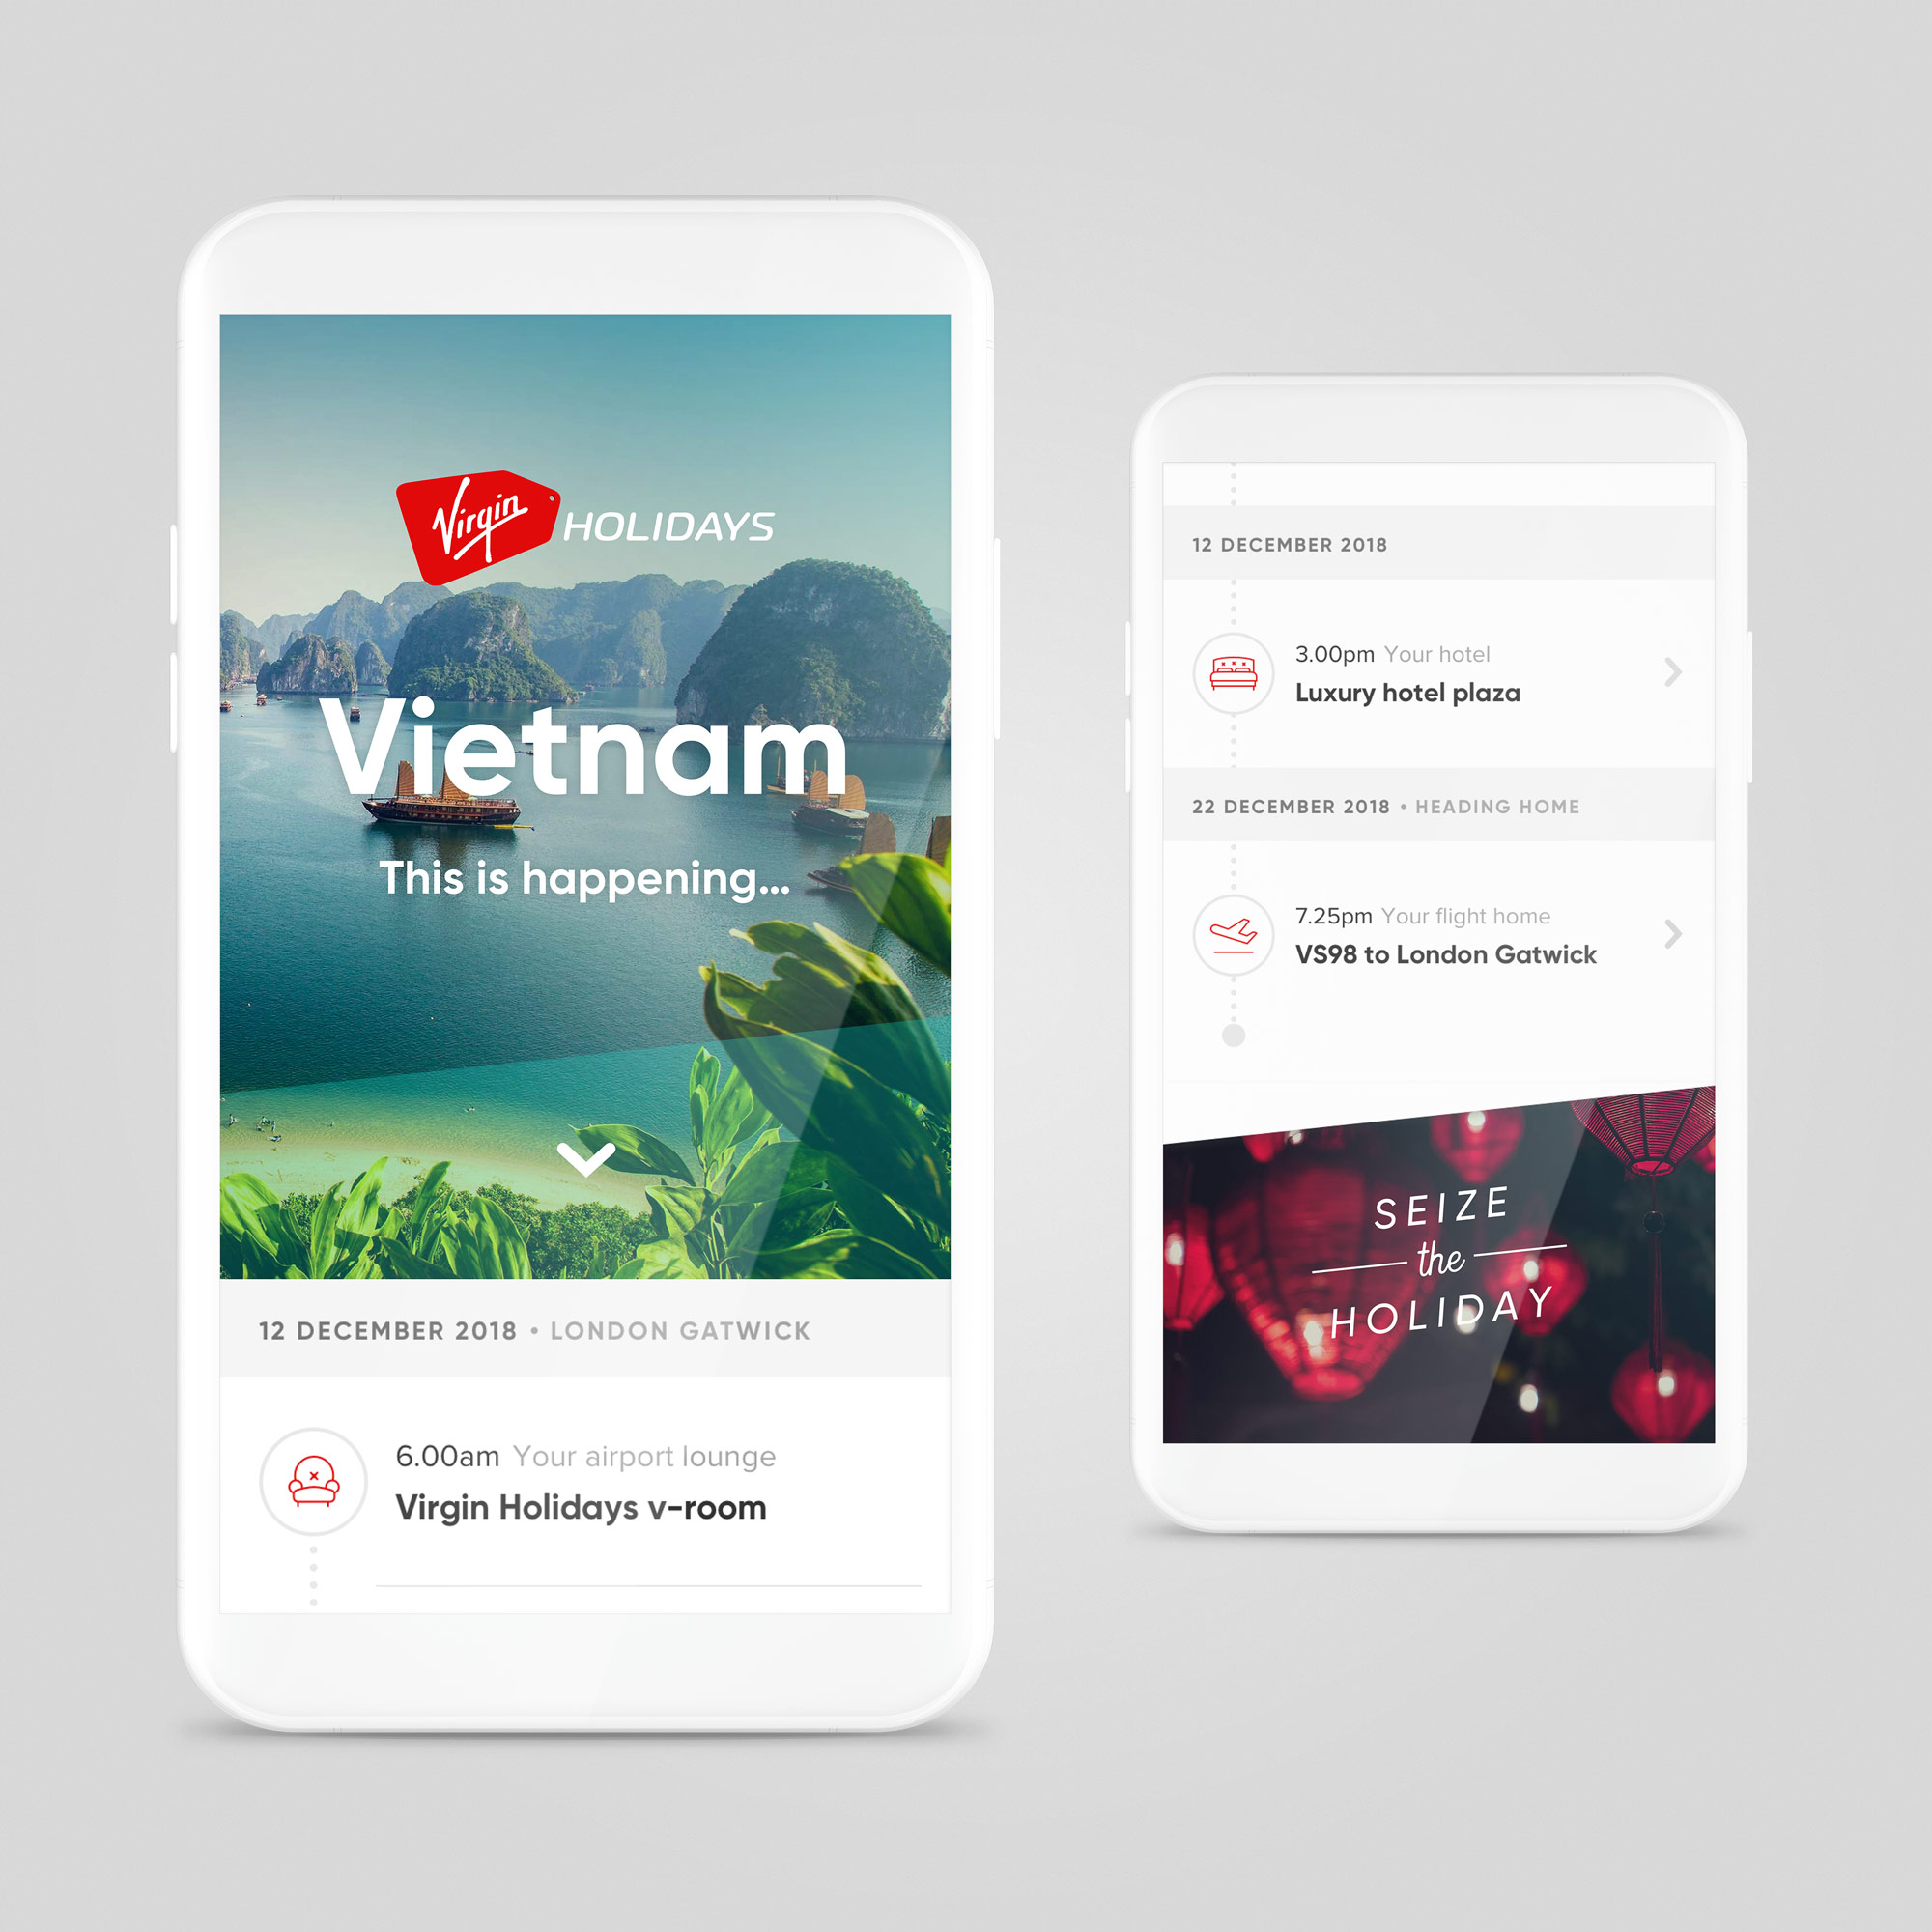 Virgin HOLIDAYS
Vietnam
This is happening...
12 DECEMBER 2018 • LONDON GATWICK
6.00am Your airport lounge
Virgin Holidays v-room
12 DECEMBER 2018
3.00pm Your hotel
Luxury hotel plaza
22 DECEMBER 2018 • HEADING HOME
7.25pm Your flight home
VS98 to London Gatwick
SEIZE
the
HOLIDAY